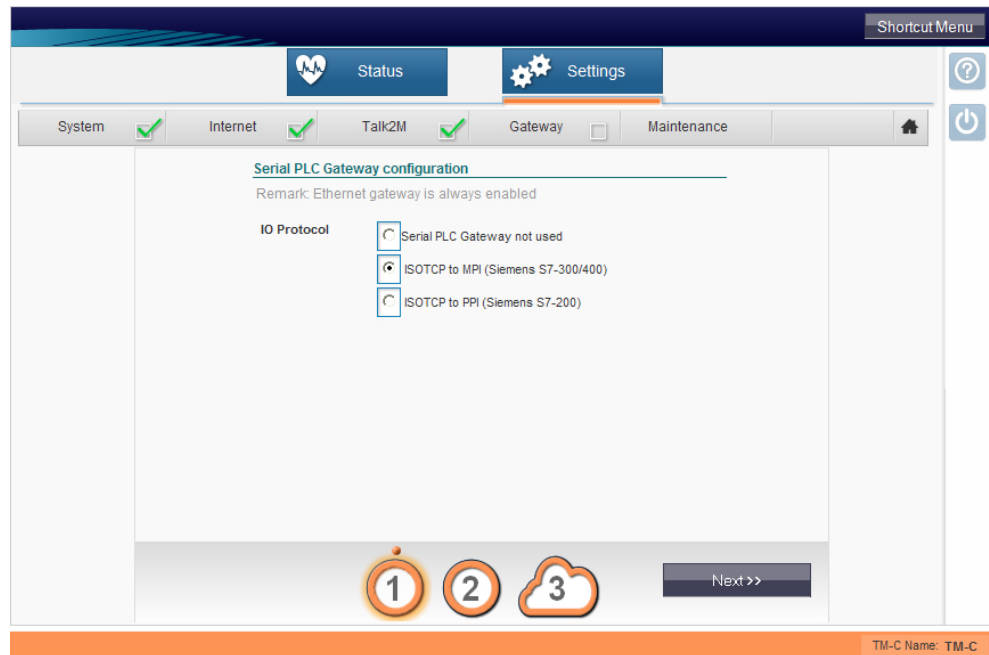 Shortcut Menu
Status
Settings
System
Internet
Talk2M
Gateway
Maintenance
Serial PLC Gateway configuration
Remark: Ethernet gateway is always enabled
IO Protocol
Serial PLC Gateway not used
ISOTCP to MPI (Siemens S7-300/400)
ISOTCP to PPI (Siemens S7-200)
1
2
3
Next >>
TM-C Name: TM-C